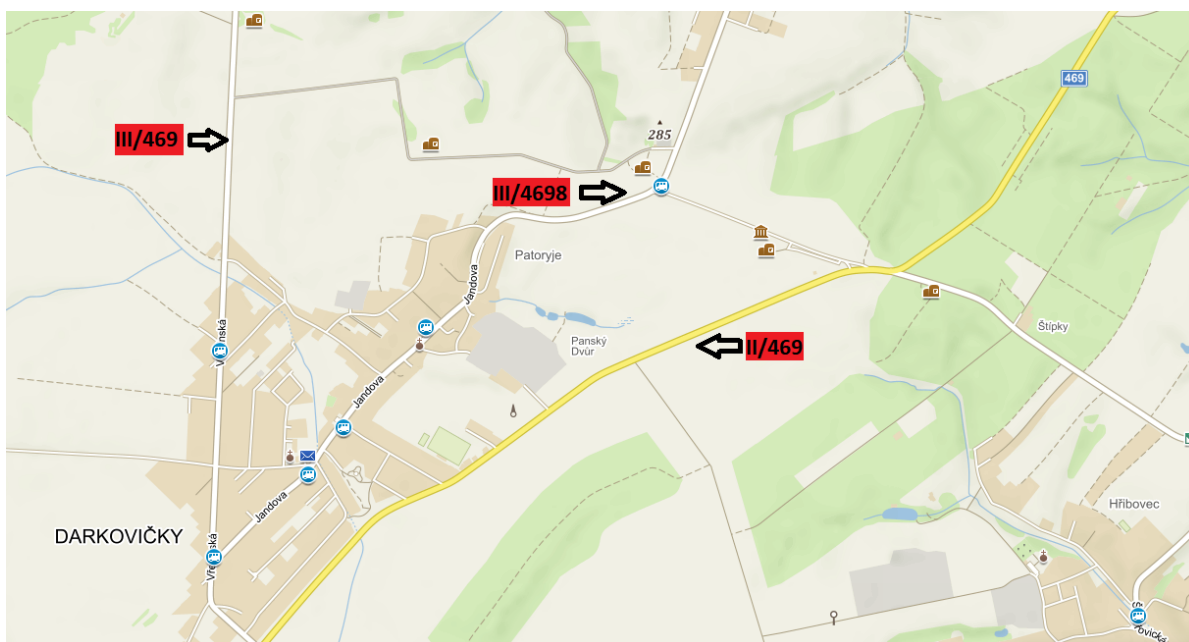 469
III/469
285
III/4698
Patoryje
Jandova
Štípky
Panský
Dvůr
II/469
Jandova
Hřibovec
Jandova
DARKOVIČKY